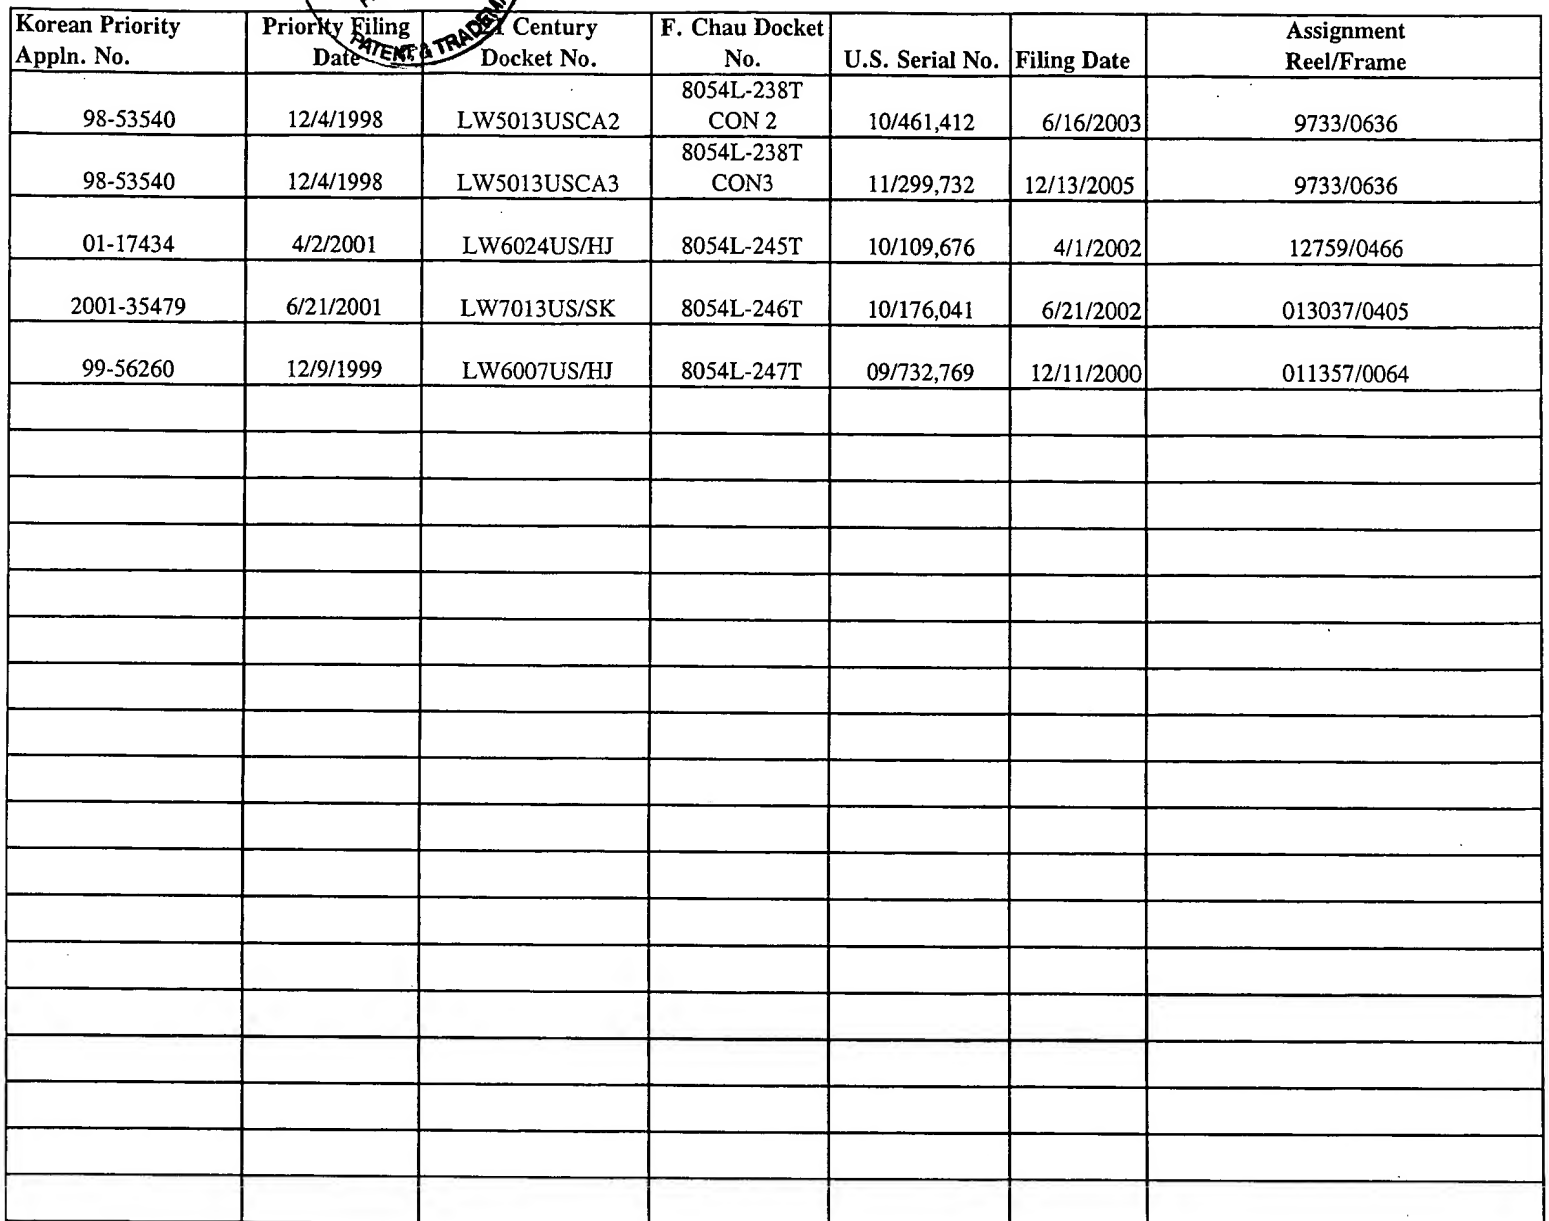 Korean Priority Appln. No. | Priority Filing Date | Century Docket No. | F. Chau Docket No. | U.S. Serial No. | Filing Date | Assignment Reel/Frame
98-53540 | 12/4/1998 | LW5013USCA2 | 8054L-238T CON 2 | 10/461,412 | 6/16/2003 | 9733/0636
98-53540 | 12/4/1998 | LW5013USCA3 | 8054L-238T CON3 | 11/299,732 | 12/13/2005 | 9733/0636
01-17434 | 4/2/2001 | LW6024US/HJ | 8054L-245T | 10/109,676 | 4/1/2002 | 12759/0466
2001-35479 | 6/21/2001 | LW7013US/SK | 8054L-246T | 10/176,041 | 6/21/2002 | 013037/0405
99-56260 | 12/9/1999 | LW6007US/HJ | 8054L-247T | 09/732,769 | 12/11/2000 | 011357/0064
PATENT &